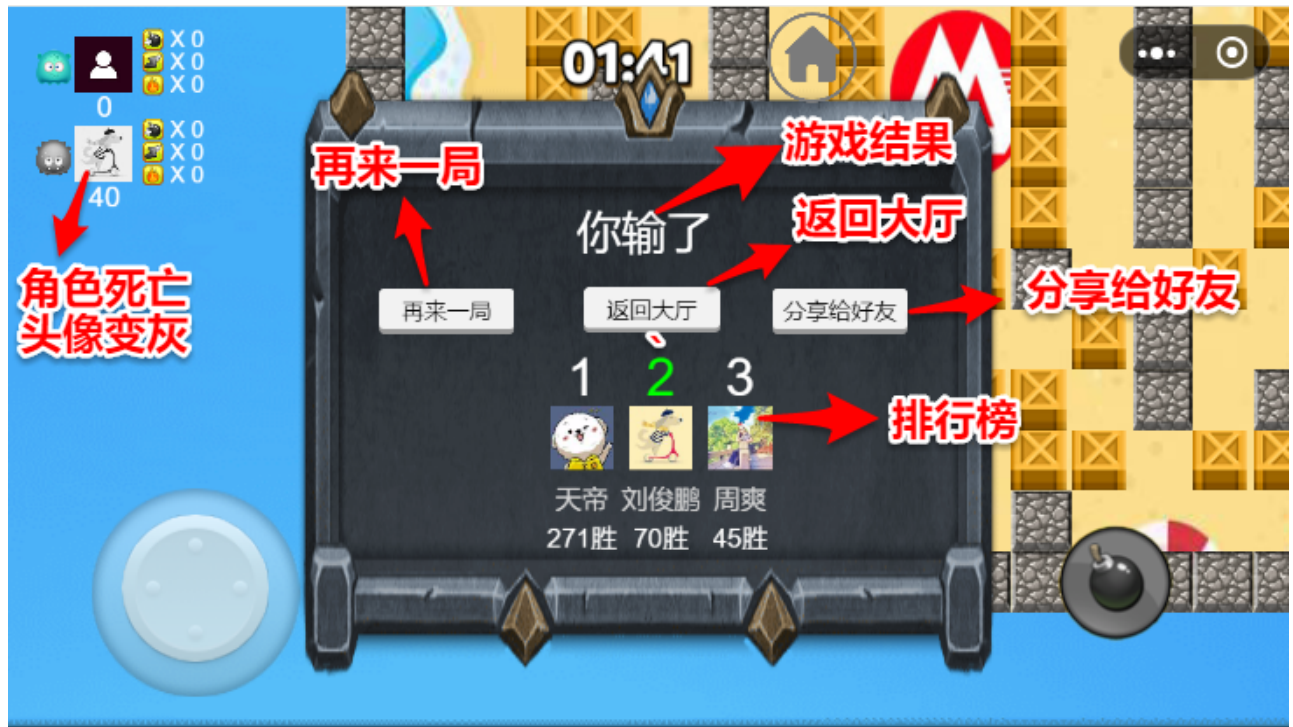 X 0
X 0
X 0
0
X 0
X 0
X 0
40
角色死亡
头像变灰
01:41
再来一局
游戏结果
你输了
返回大厅
再来一局
返回大厅
分享给好友
分享给好友
1 2 3
排行榜
天帝 刘俊鹏 周爽
271胜 70胜 45胜